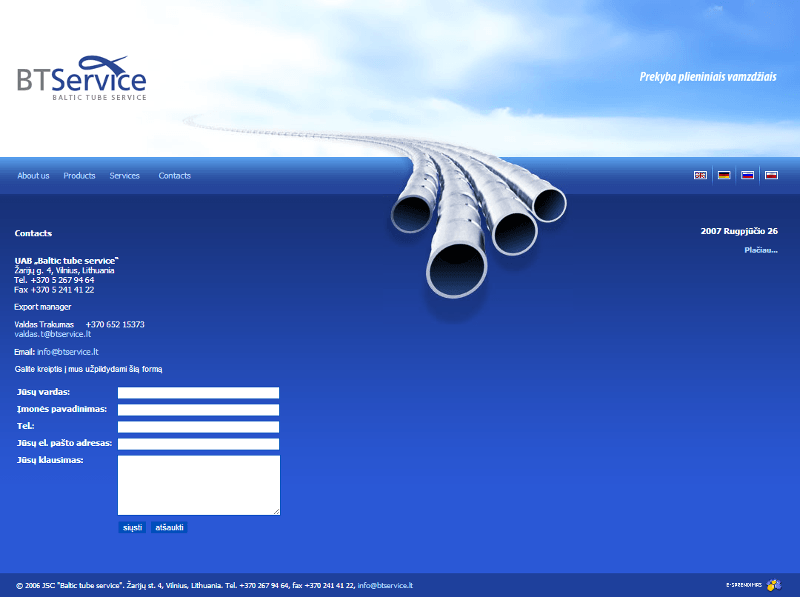 BTService
BALTIC TUBE SERVICE
Prekyba plieniniais vamzdžiais
About us Products Services Contacts
Contacts
2007 Rugpjūčio 26
Plačiau...
UAB „Baltic tube service“
Žarijų g. 4, Vilnius, Lithuania
Tel. +370 5 267 94 64
Fax +370 5 241 41 22
Export manager
Valdas Trakumas +370 652 15373
valdas.t@btservice.lt
Email: info@btservice.lt
Galite kreiptis į mus užpildydami šią formą
Jūsų vardas:
Įmonės pavadinimas:
Tel.:
Jūsų el. pašto adresas:
Jūsų klausimas:
siųsti atšaukti
© 2006 JSC "Baltic tube service". Žarijų st. 4, Vilnius, Lithuania. Tel. +370 267 94 64, fax +370 241 41 22, info@btservice.lt